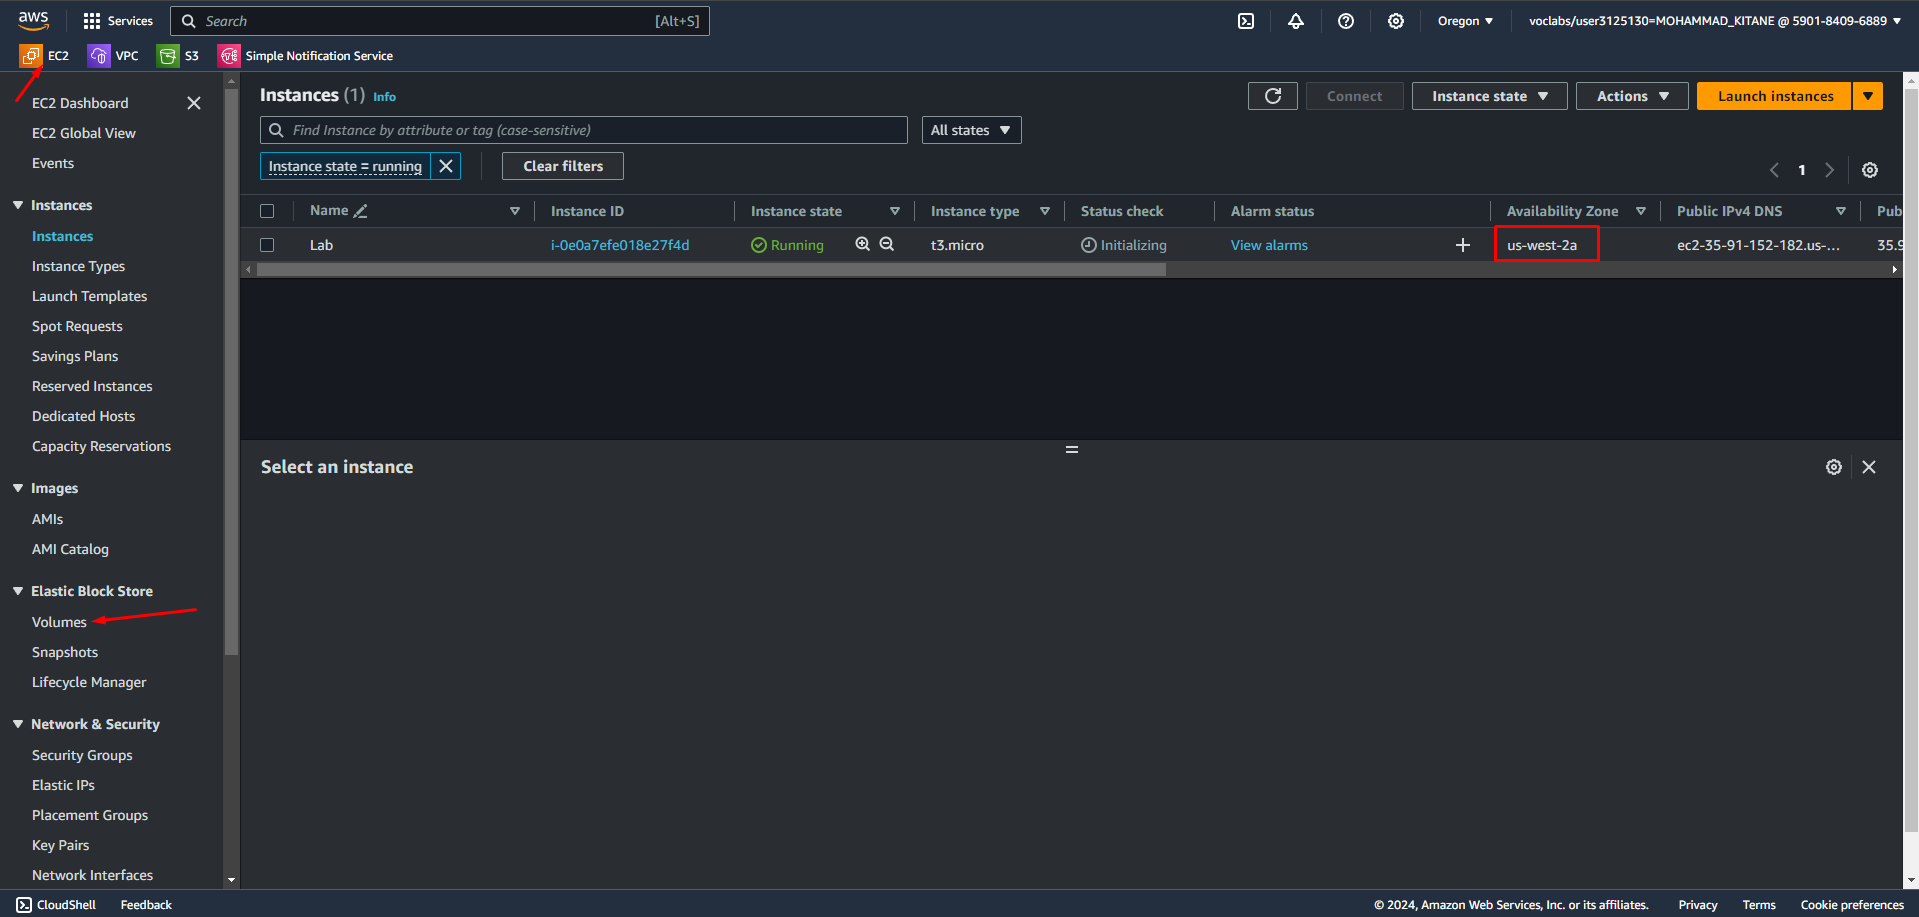 aws
Services
Search
[Alt+S]
Oregon
voclabs/user3125130=MOHAMMAD_KITANE @ 5901-8409-6889
EC2
VPC
S3
Simple Notification Service
EC2 Dashboard
EC2 Global View
Events
Instances
Instances
Instance Types
Launch Templates
Spot Requests
Savings Plans
Reserved Instances
Dedicated Hosts
Capacity Reservations
Images
AMIs
AMI Catalog
Elastic Block Store
Volumes
Snapshots
Lifecycle Manager
Network & Security
Security Groups
Elastic IPs
Placement Groups
Key Pairs
Network Interfaces
Instances (1) Info
Connect
Instance state
Actions
Launch instances
Find Instance by attribute or tag (case-sensitive)
All states
Instance state = running
Clear filters
1
Name
Instance ID
Instance state
Instance type
Status check
Alarm status
Availability Zone
Public IPv4 DNS
Pub
Lab
i-0e0a7efe018e27f4d
Running
t3.micro
Initializing
View alarms
us-west-2a
ec2-35-91-152-182.us-...
35.9
Select an instance
CloudShell
Feedback
© 2024, Amazon Web Services, Inc. or its affiliates.
Privacy
Terms
Cookie preferences